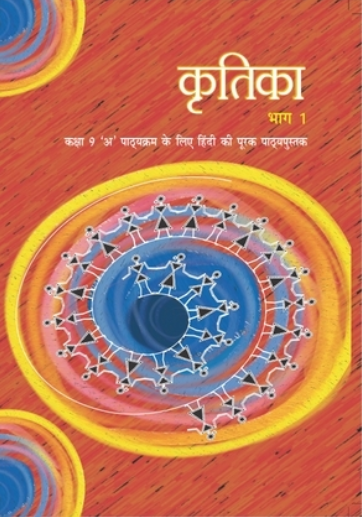 कृतिका
भाग 1
कक्षा 9 ‘अ’ पाठ्यक्रम के लिए हिंदी की पूरक पाठ्यपुस्तक